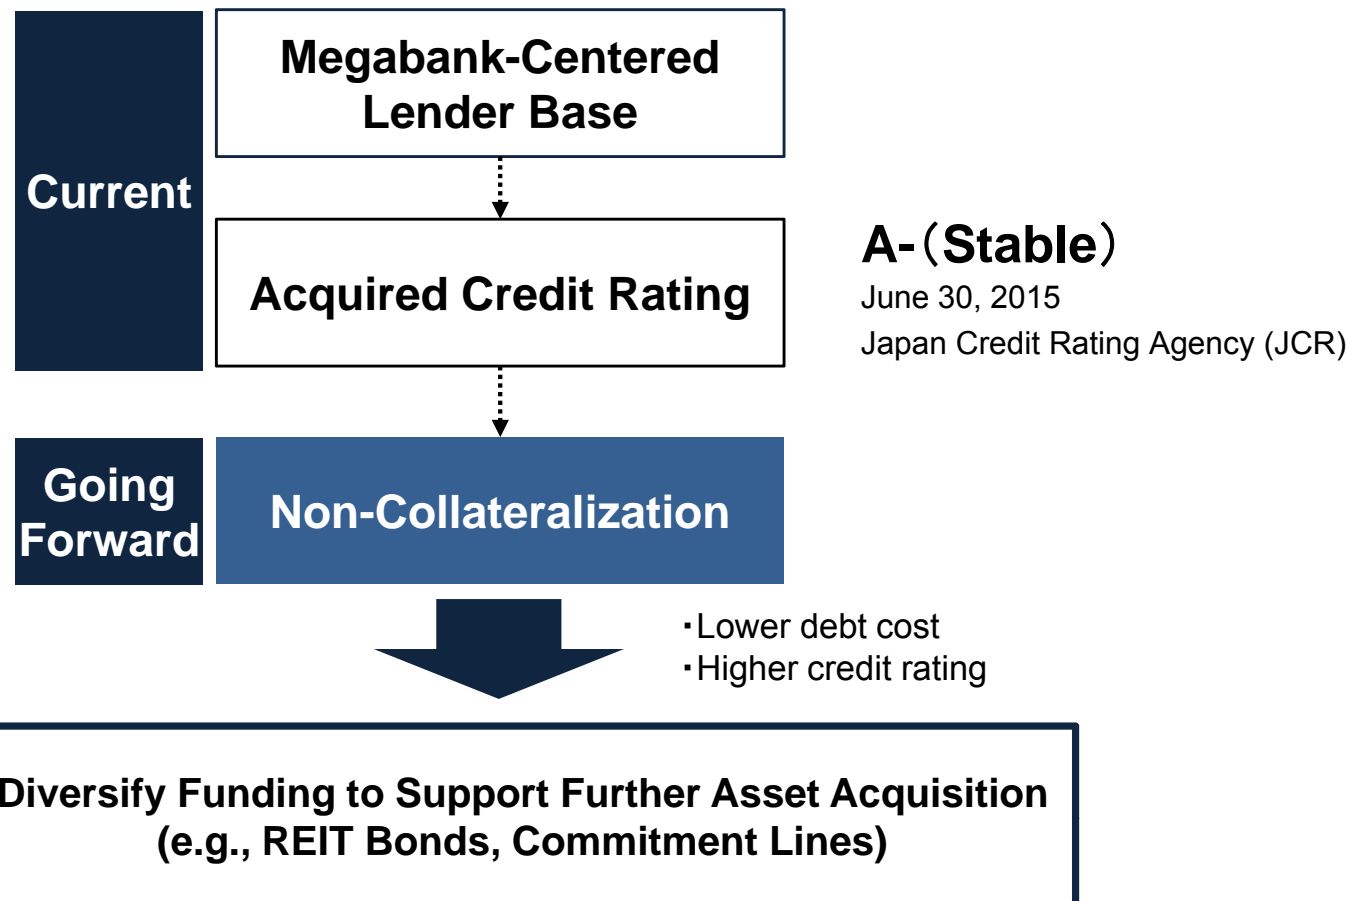 Current
Megabank-Centered
Lender Base
Acquired Credit Rating
A-（Stable）
June 30, 2015
Japan Credit Rating Agency (JCR)
Going
Forward
Non-Collateralization
・Lower debt cost
・Higher credit rating
Diversify Funding to Support Further Asset Acquisition
(e.g., REIT Bonds, Commitment Lines)